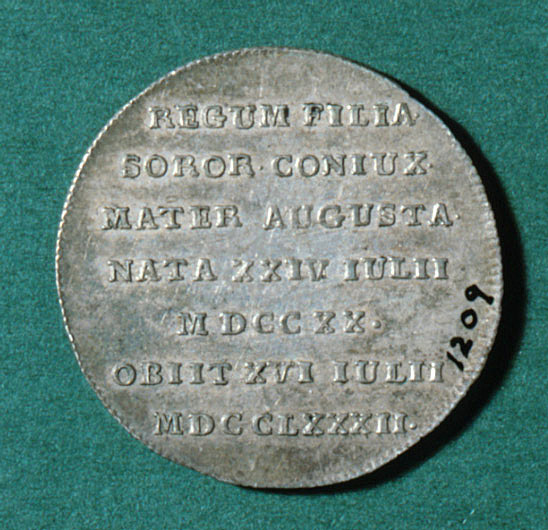 REGUM FILIA·
SOROR· CONIUX·
MATER AUGUSTA·
NATA XXIV IULII
MDCCXX·
OBIIT XVI IULII
MDCCLXXXII·
1209